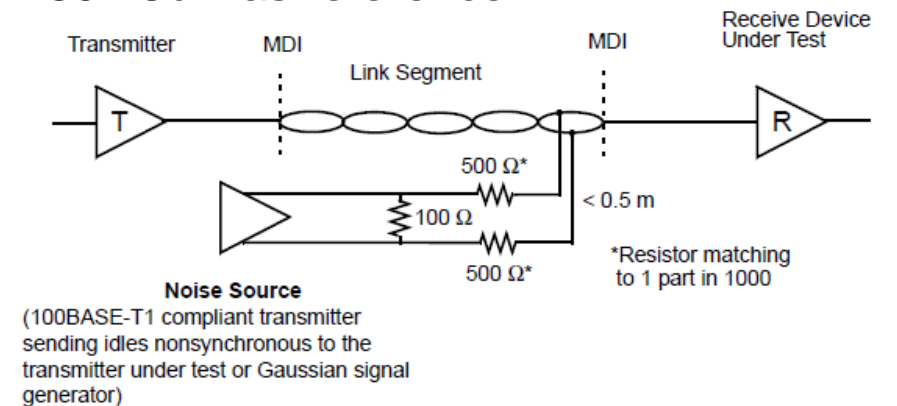 Receive Device
Under Test
Transmitter
MDI
MDI
Link Segment
T
R
500 Ω*
< 0.5 m
100 Ω
500 Ω*
*Resistor matching
to 1 part in 1000
Noise Source
(100BASE-T1 compliant transmitter
sending idles nonsynchronous to the
transmitter under test or Gaussian signal
generator)